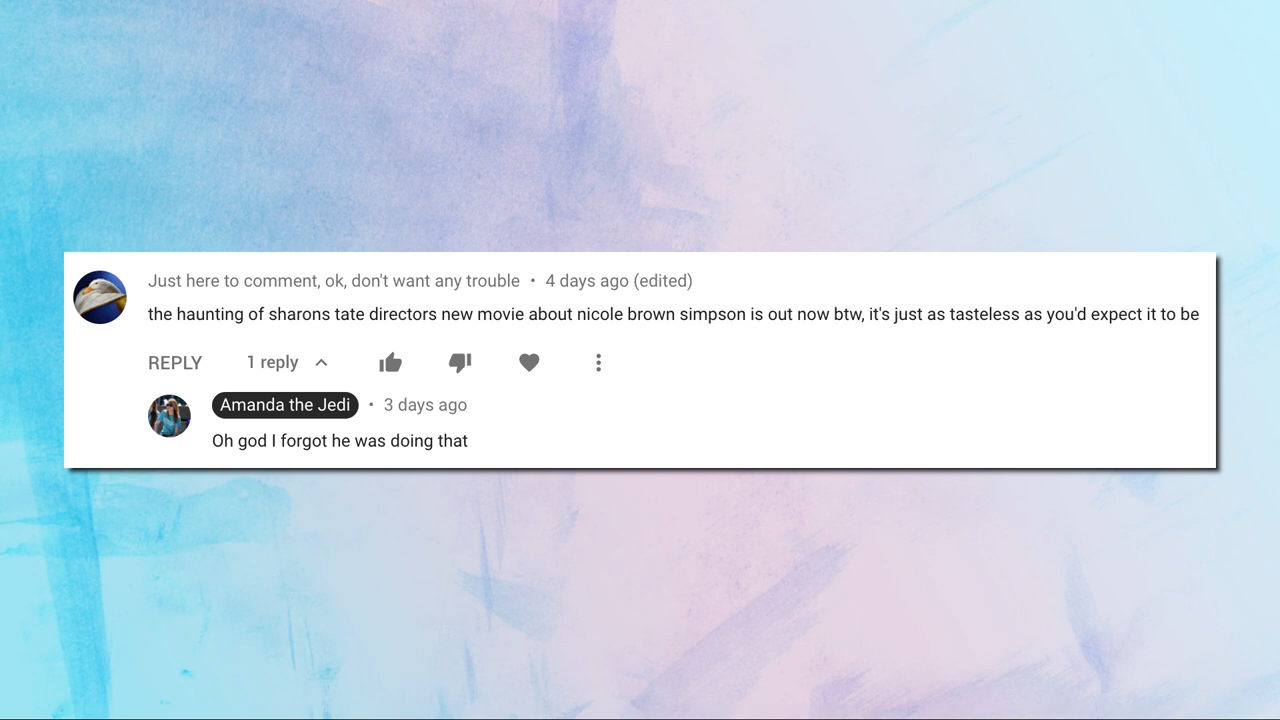 Just here to comment, ok, don't want any trouble • 4 days ago (edited)
the haunting of sharons tate directors new movie about nicole brown simpson is out now btw, it's just as tasteless as you'd expect it to be
REPLY 1 reply
Amanda the Jedi • 3 days ago
Oh god I forgot he was doing that